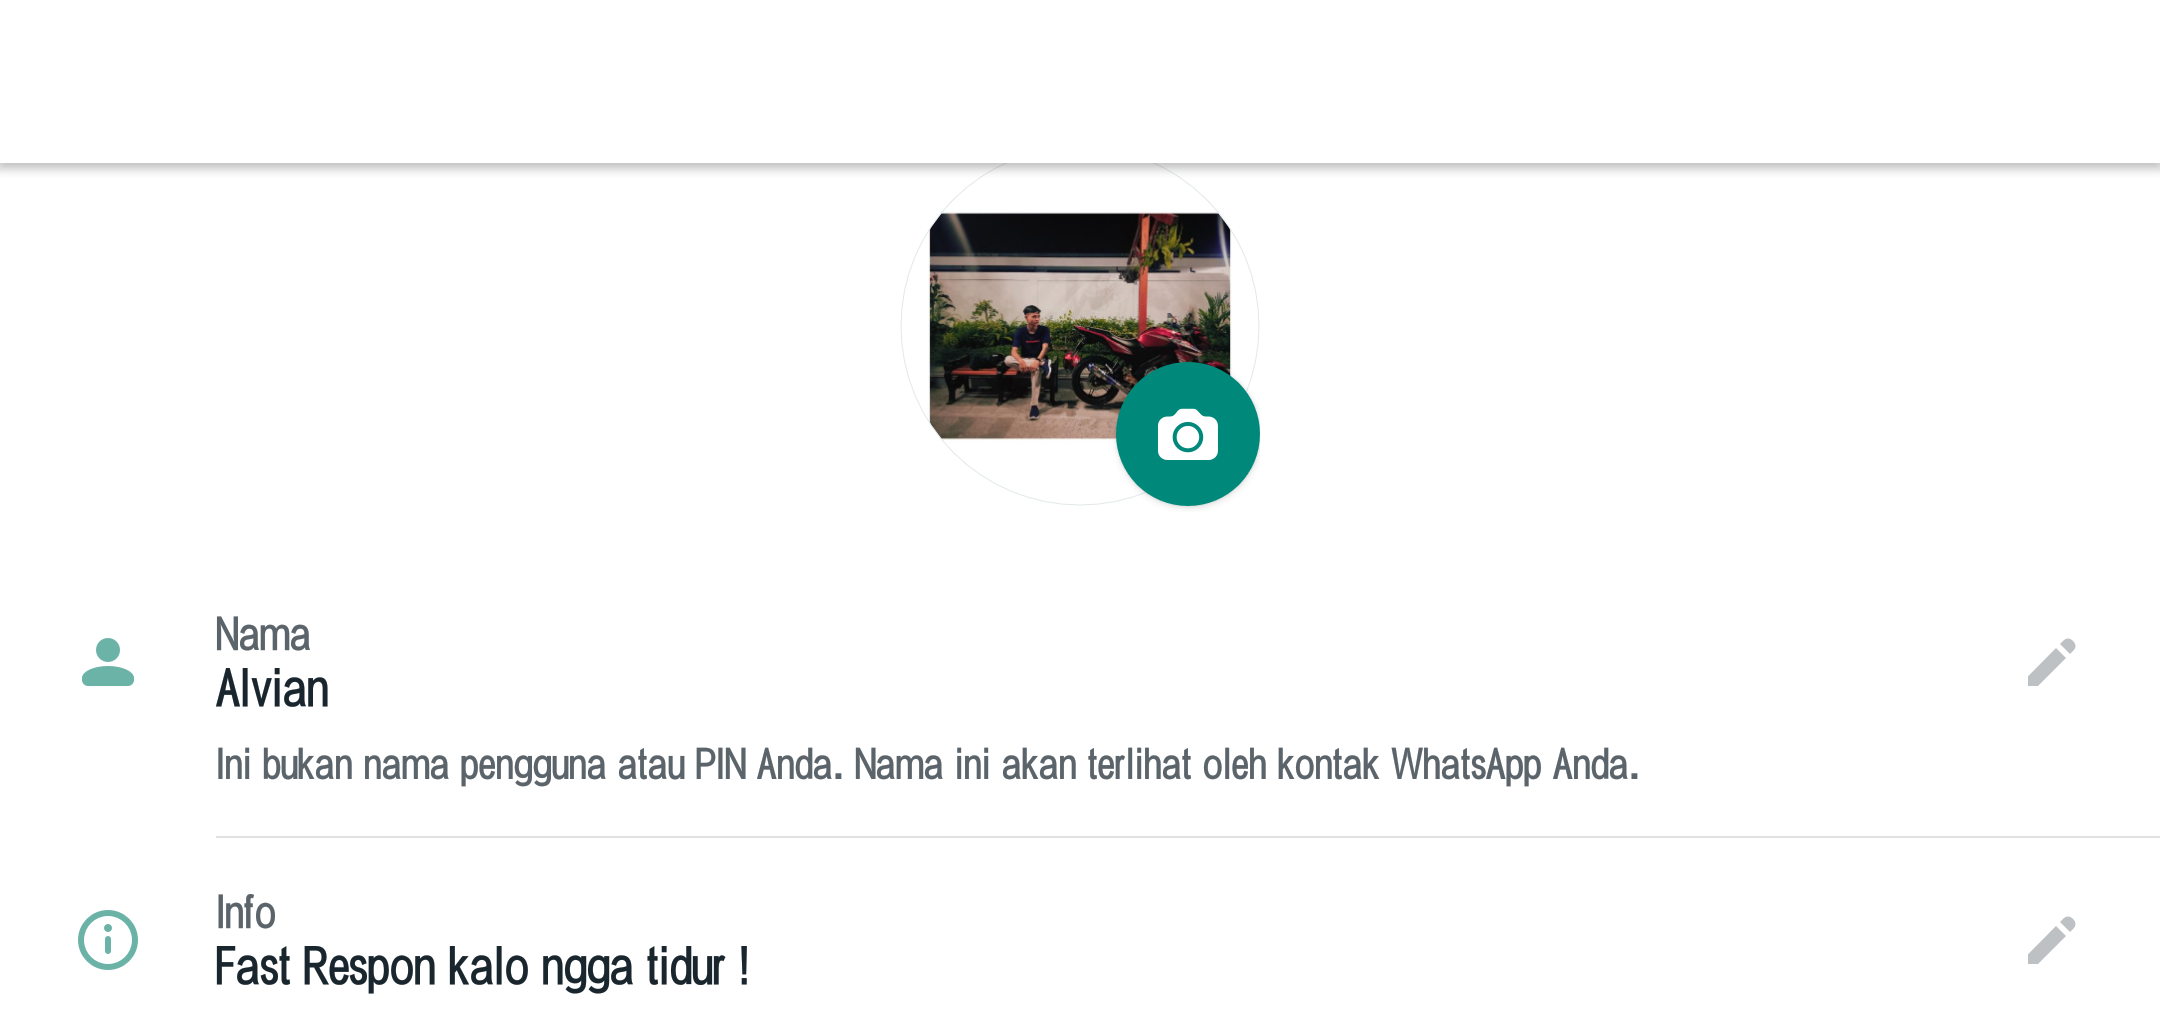 Nama
Alvian
Ini bukan nama pengguna atau PIN Anda. Nama ini akan terlihat oleh kontak WhatsApp Anda.
Info
Fast Respon kalo ngga tidur !